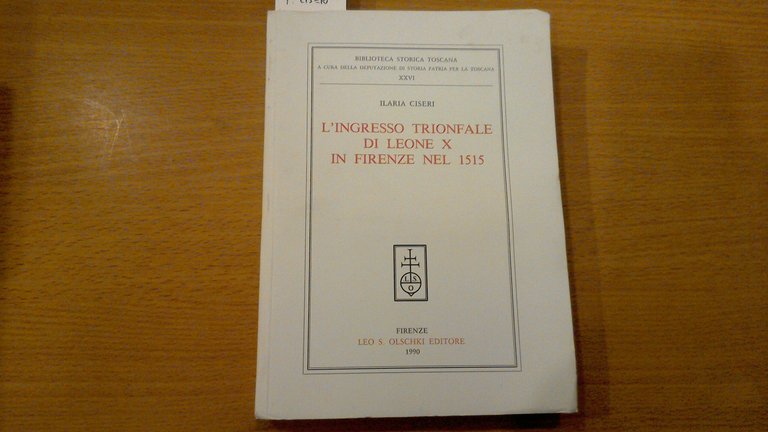 BIBLIOTECA STORICA TOSCANA
A CURA DELLA DEPUTAZIONE DI STORIA PATRIA PER LA TOSCANA
XXVI
ILARIA CISERI
L'INGRESSO TRIONFALE
DI LEONE X
IN FIRENZE NEL 1515
L S
O
FIRENZE
LEO S. OLSCHKI EDITORE
1990